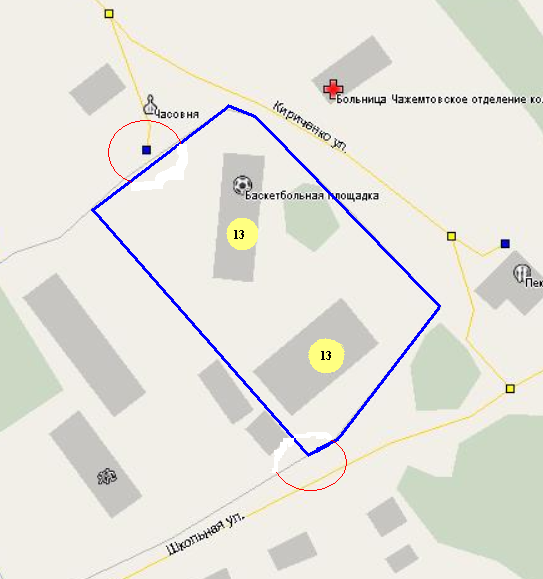 Больница Чажемтовское отделение ко
Часовня
Кириченко ул.
Баскетбольная площадка
13
Пек
13
Школьная ул.